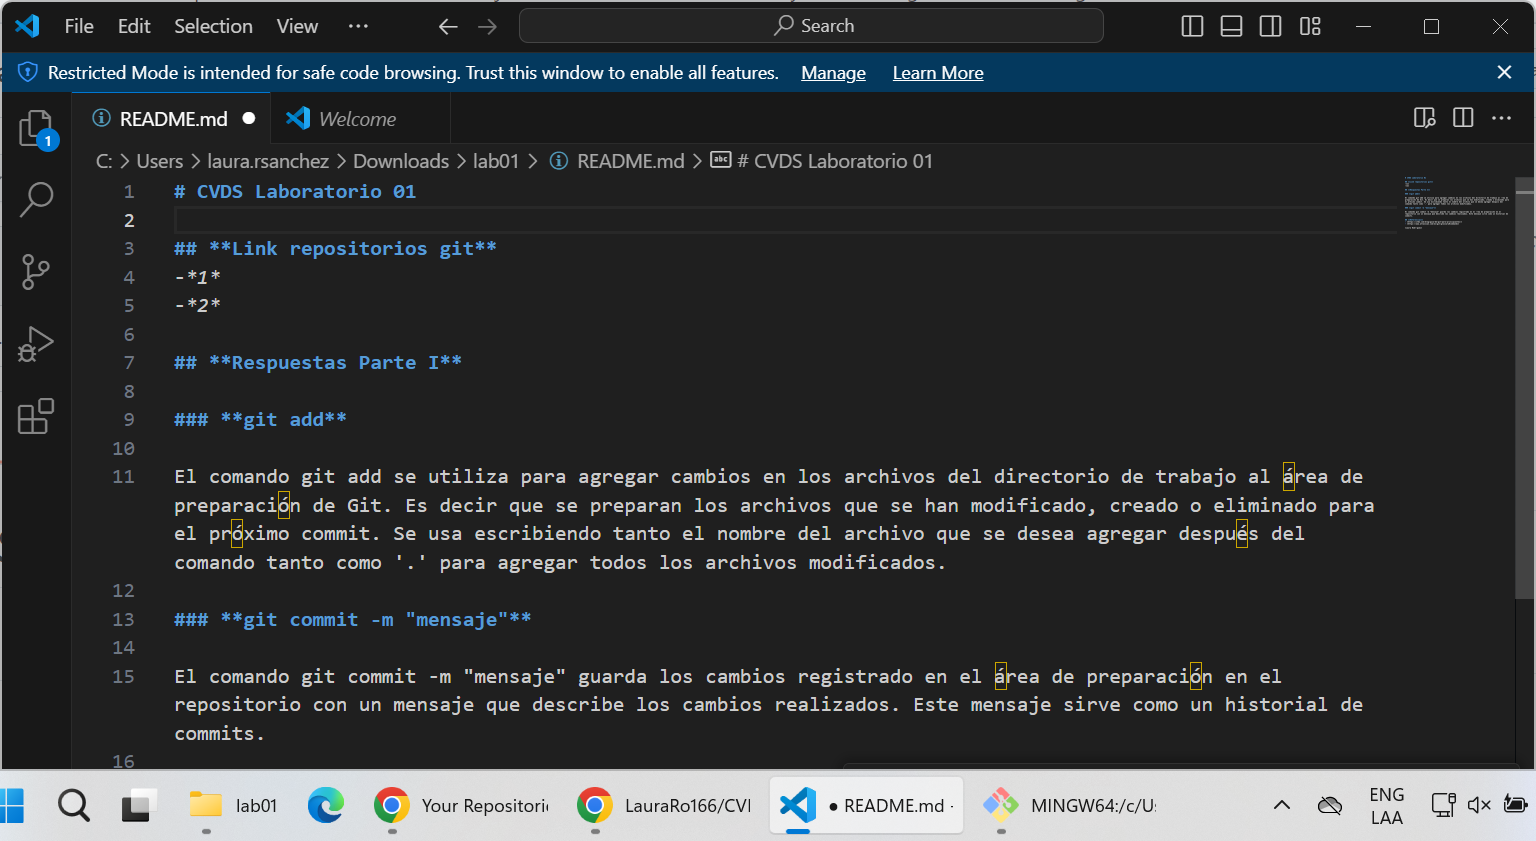 File Edit Selection View ··· Search
Restricted Mode is intended for safe code browsing. Trust this window to enable all features. Manage Learn More
README.md Welcome
1
C: > Users > laura.rsanchez > Downloads > lab01 > README.md > # CVDS Laboratorio 01
1 # CVDS Laboratorio 01
2
3 ## **Link repositorios git**
4 -*1*
5 -*2*
6
7 ## **Respuestas Parte I**
8
9 ### **git add**
10
11 El comando git add se utiliza para agregar cambios en los archivos del directorio de trabajo al área de
preparación de Git. Es decir que se preparan los archivos que se han modificado, creado o eliminado para
el próximo commit. Se usa escribiendo tanto el nombre del archivo que se desea agregar después del
comando tanto como '.' para agregar todos los archivos modificados.
12
13 ### **git commit -m "mensaje"**
14
15 El comando git commit -m "mensaje" guarda los cambios registrado en el área de preparación en el
repositorio con un mensaje que describe los cambios realizados. Este mensaje sirve como un historial de
commits.
16
lab01 Your Repositori LauraRo166/CV ● README.md - MINGW64:/c/U ENG
LAA